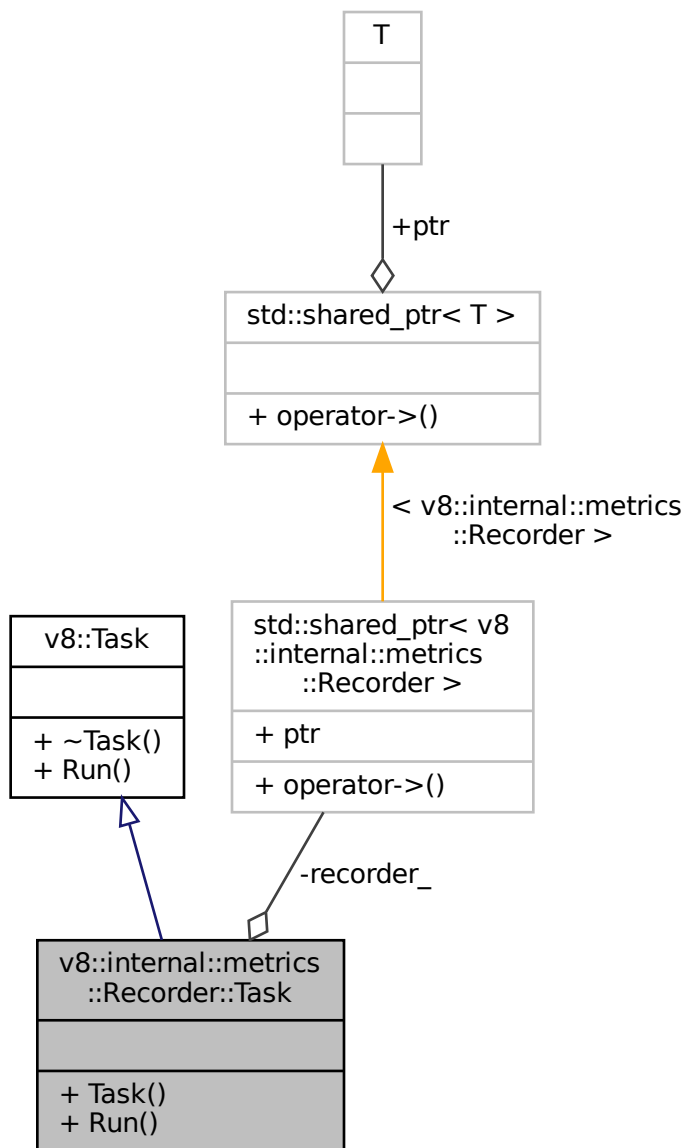 T
+ptr
std::shared_ptr< T >
+ operator->()
< v8::internal::metrics
::Recorder >
v8::Task
+ ~Task()
+ Run()
std::shared_ptr< v8
::internal::metrics
::Recorder >
+ ptr
+ operator->()
-recorder_
v8::internal::metrics
::Recorder::Task
+ Task()
+ Run()